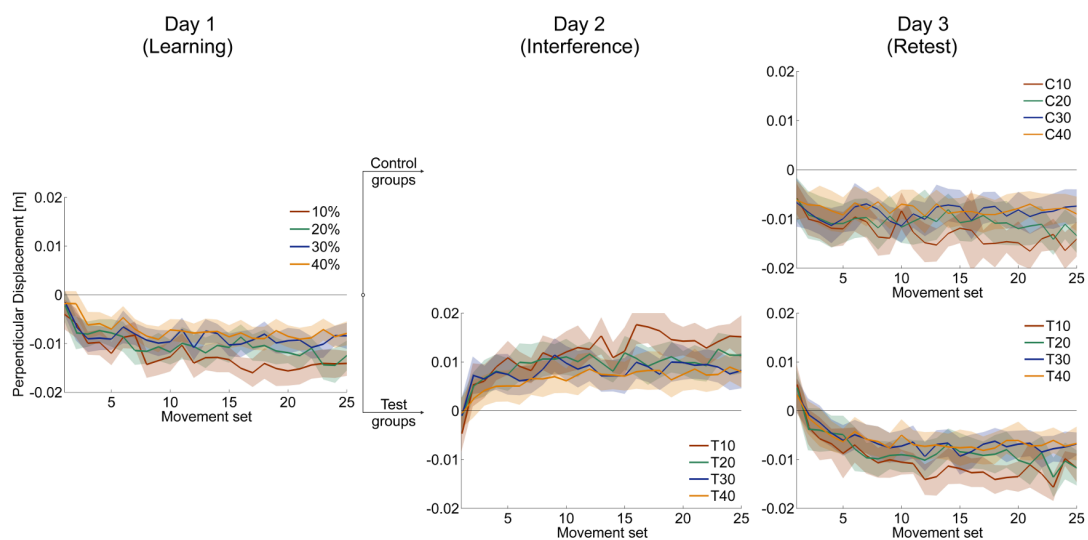 Day 1
(Learning)
Day 2
(Interference)
Day 3
(Retest)
Perpendicular Displacement [m]
0.02
0.01
0
-0.01
-0.02
5
10
15
20
25
Movement set
10%
20%
30%
40%
Control
groups
Test
groups
0.02
0.01
0
-0.01
-0.02
5
10
15
20
25
Movement set
T10
T20
T30
T40
0.02
0.01
0
-0.01
-0.02
5
10
15
20
25
Movement set
C10
C20
C30
C40
0.02
0.01
0
-0.01
-0.02
5
10
15
20
25
Movement set
T10
T20
T30
T40